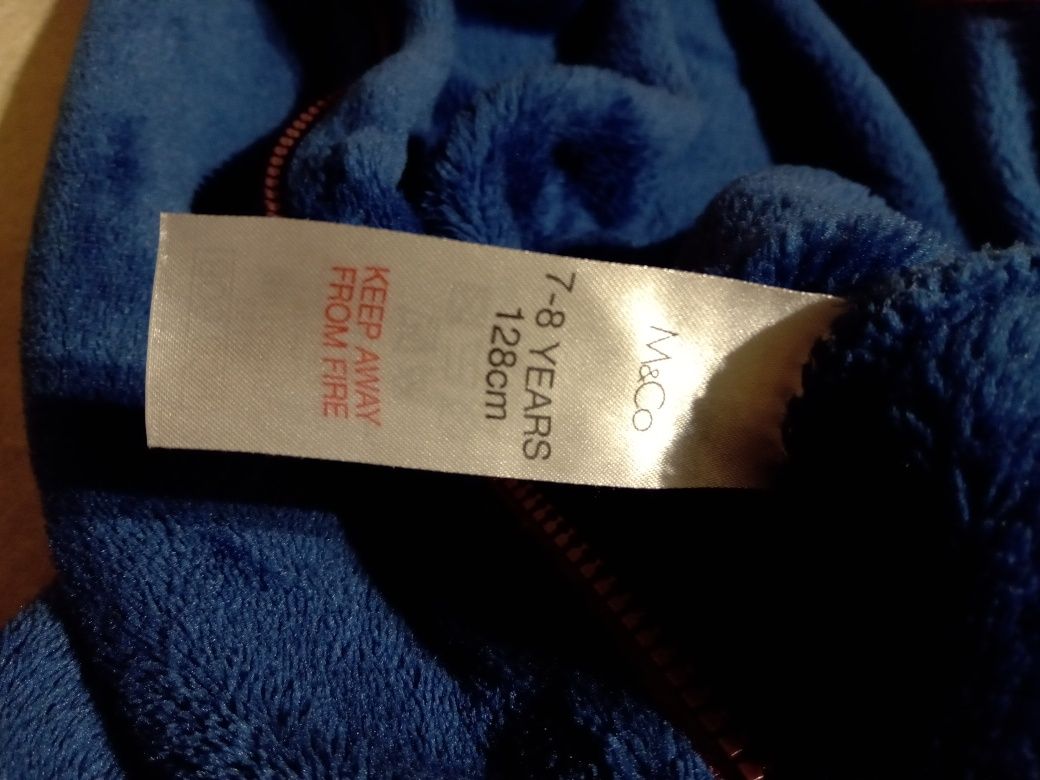 M&Co
7-8 YEARS
128cm
KEEP AWAY
FROM FIRE